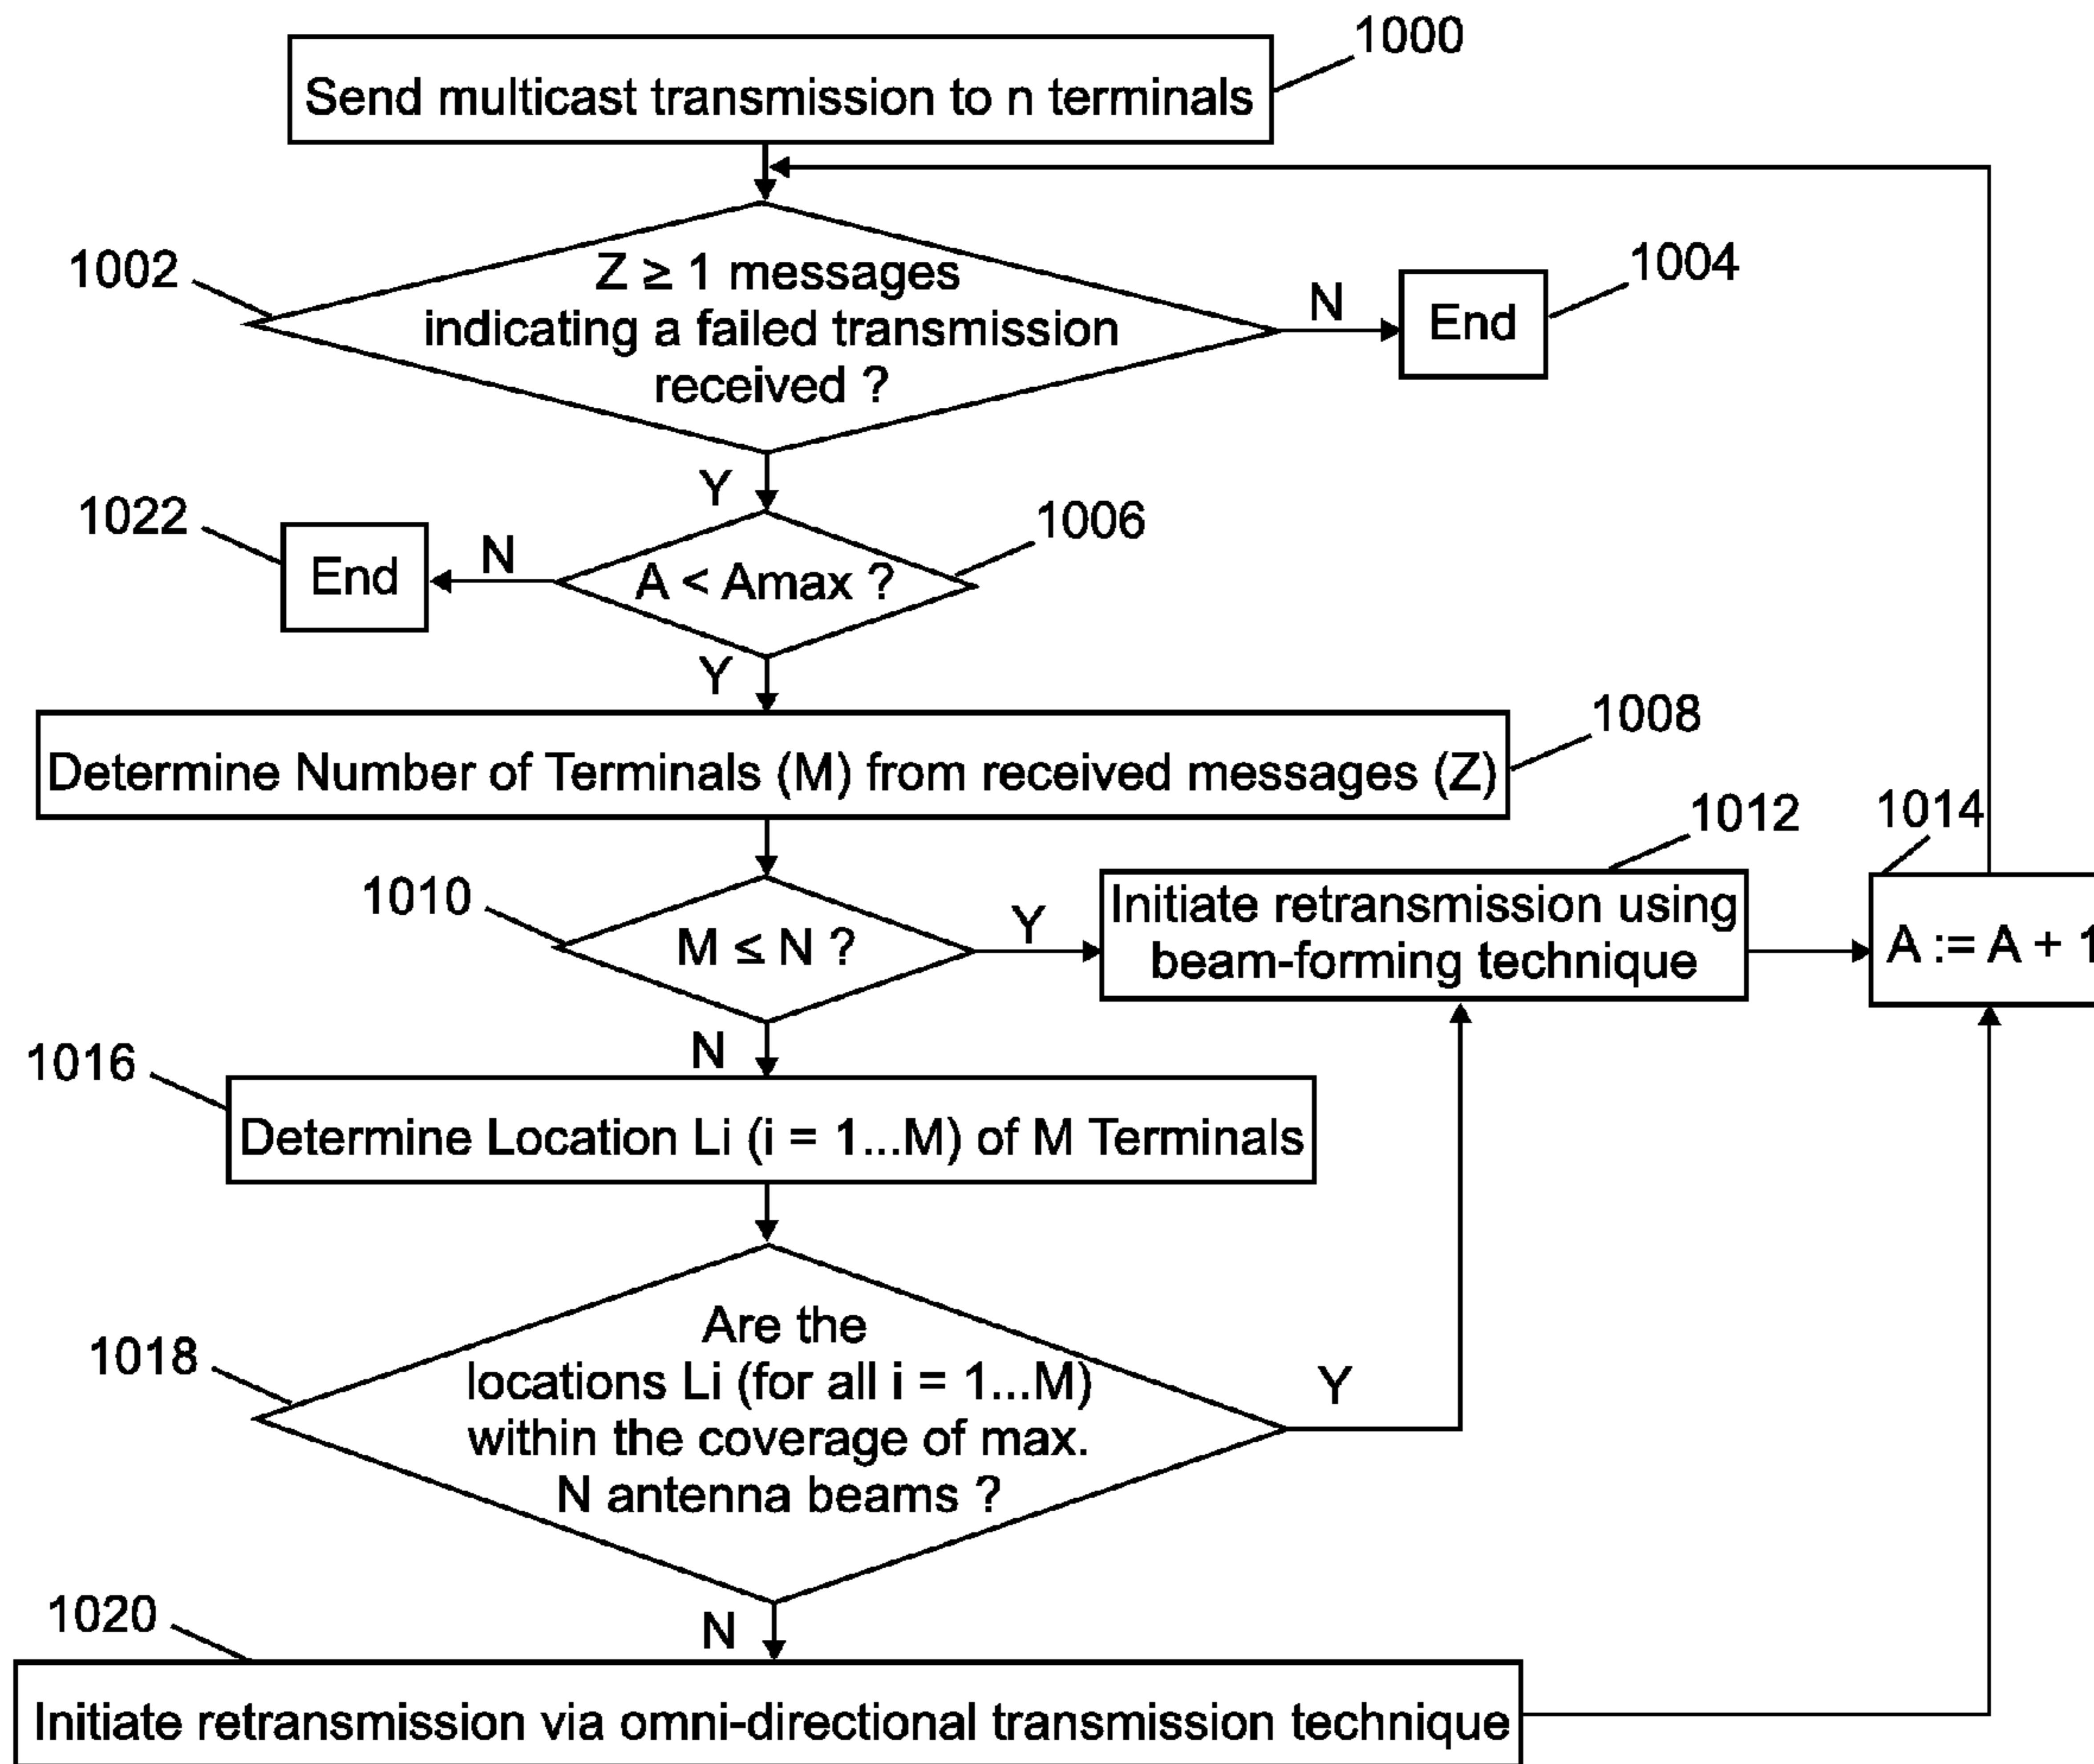 1000
Send multicast transmission to n terminals
1002
Z ≥ 1 messages
indicating a failed transmission
received ?
N
1004
End
Y
1022
End
N
1006
A < Amax ?
Y
1008
Determine Number of Terminals (M) from received messages (Z)
1010
M ≤ N ?
Y
1012
Initiate retransmission using
beam-forming technique
1014
A := A + 1
N
1016
Determine Location Li (i = 1...M) of M Terminals
1018
Are the
locations Li (for all i = 1...M)
within the coverage of max.
N antenna beams ?
Y
N
1020
Initiate retransmission via omni-directional transmission technique